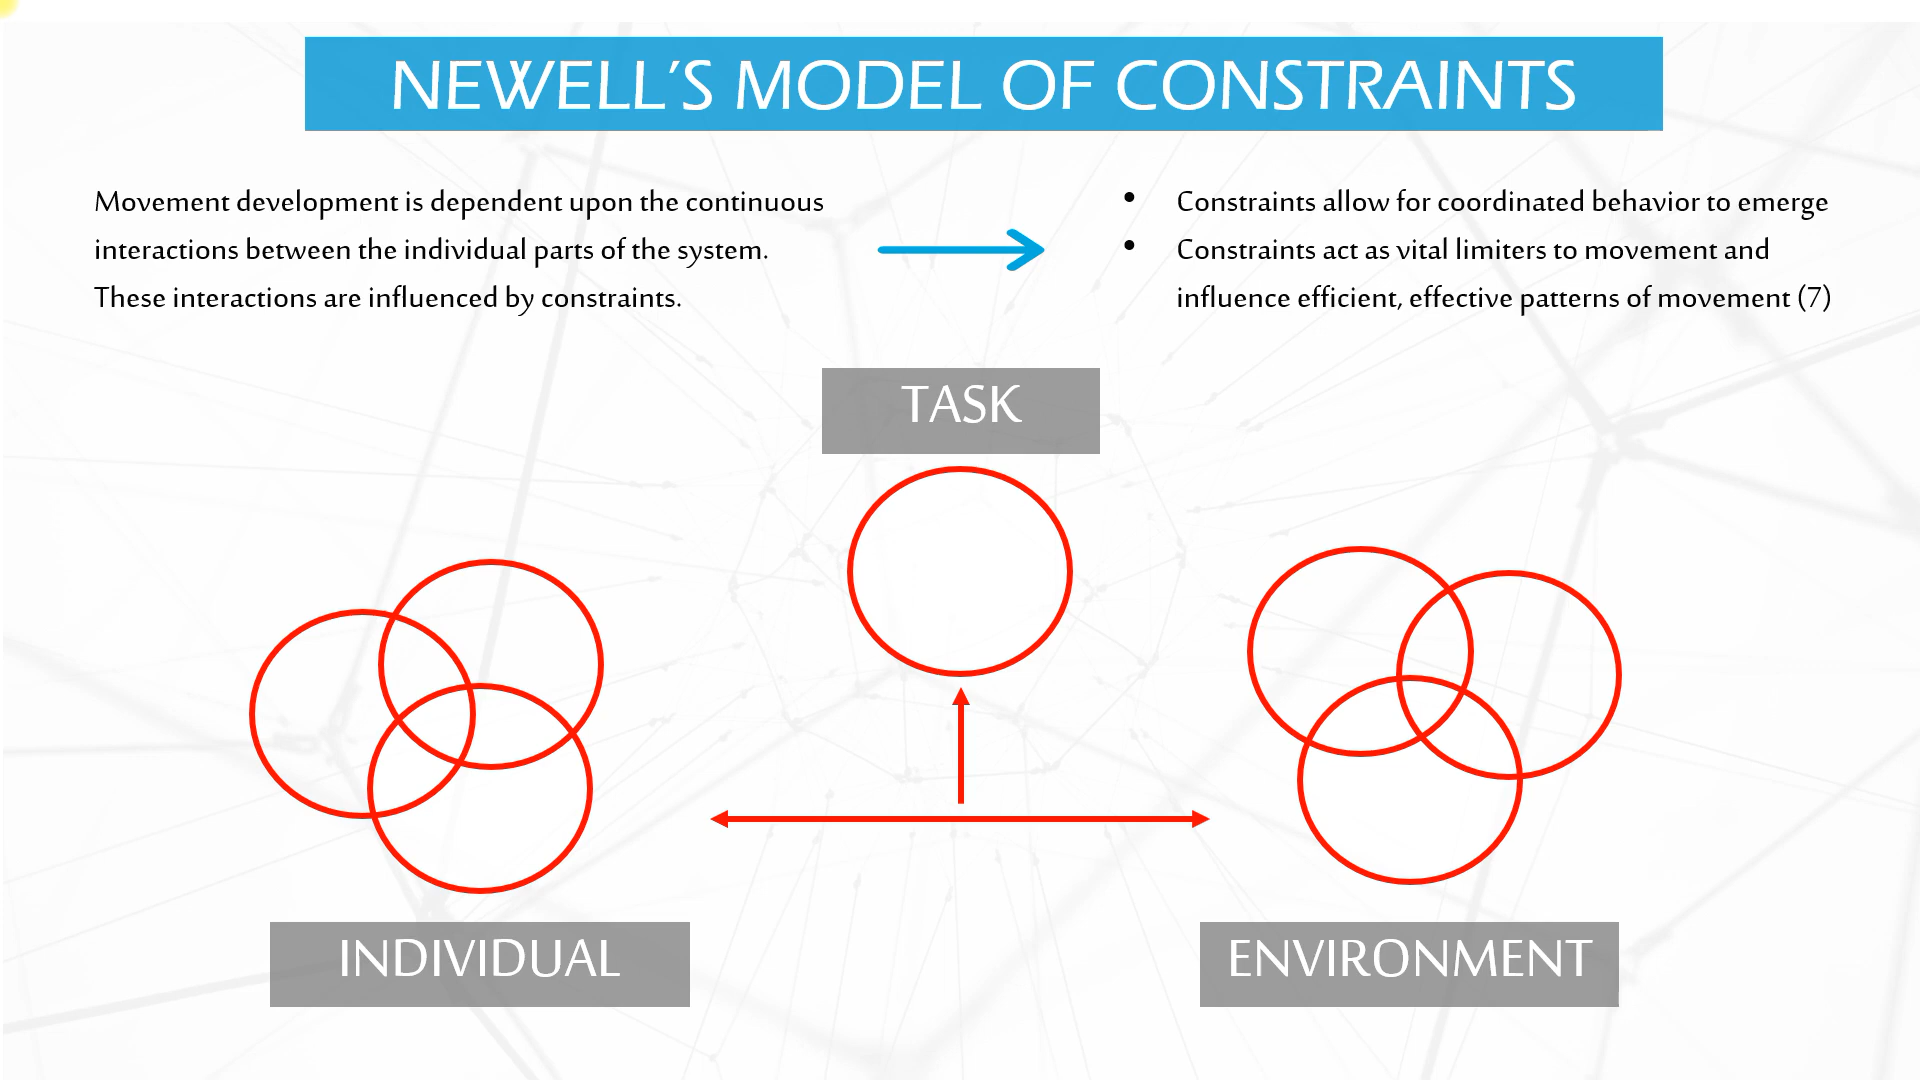 NEWELL’S MODEL OF CONSTRAINTS
Movement development is dependent upon the continuous
interactions between the individual parts of the system.
These interactions are influenced by constraints.
• Constraints allow for coordinated behavior to emerge
• Constraints act as vital limiters to movement and
influence efficient, effective patterns of movement (7)
TASK
INDIVIDUAL
ENVIRONMENT